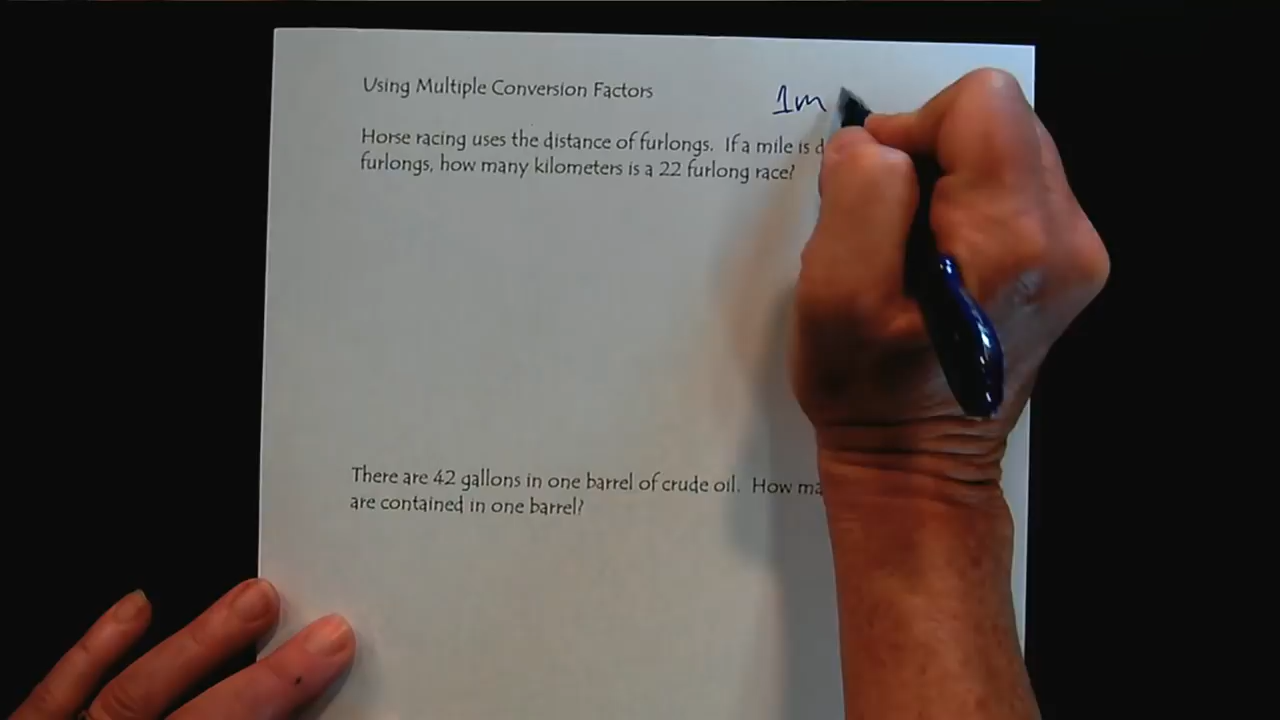 Using Multiple Conversion Factors
1m
Horse racing uses the distance of furlongs. If a mile is
furlongs, how many kilometers is a 22 furlong race?
There are 42 gallons in one barrel of crude oil. How
are contained in one barrel?